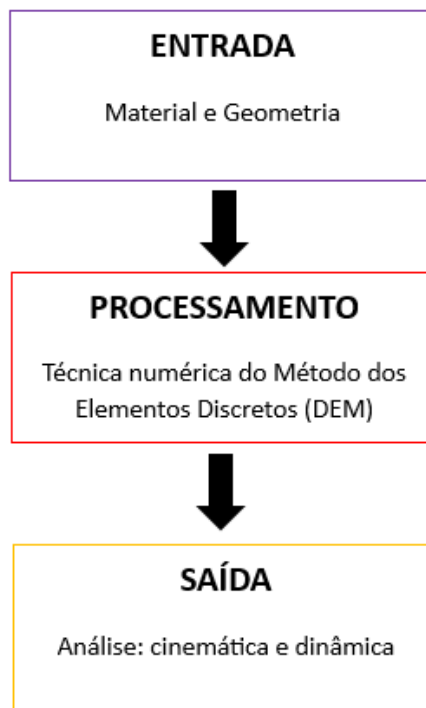 ENTRADA
Material e Geometria
PROCESSAMENTO
Técnica numérica do Método dos
Elementos Discretos (DEM)
SAÍDA
Análise: cinemática e dinâmica